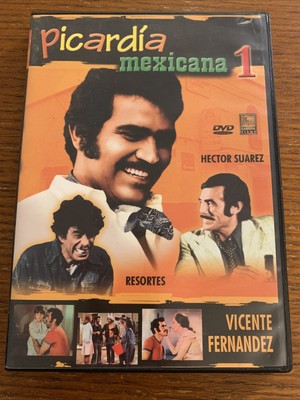 Picardía
mexicana 1
DVD
HECTOR SUAREZ
RESORTES
VICENTE
FERNANDEZ